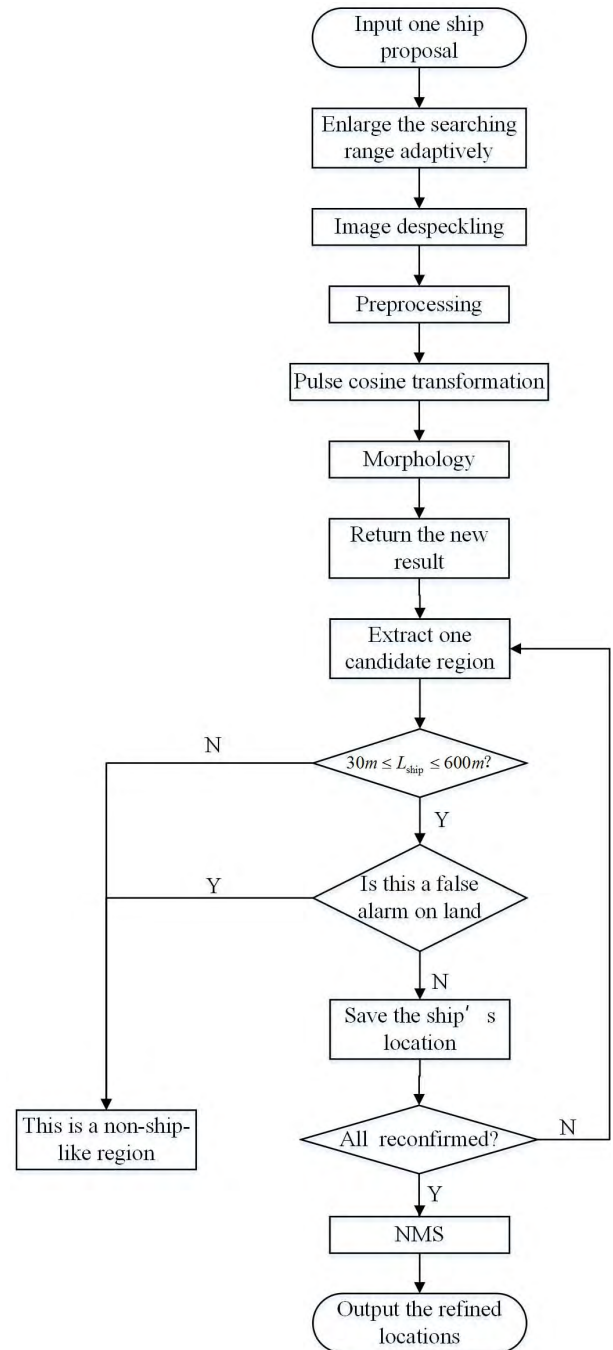 Input one ship
proposal
Enlarge the searching
range adaptively
Image despeckling
Preprocessing
Pulse cosine transformation
Morphology
Return the new
result
Extract one
candidate region
N
30m ≤ L_ship ≤ 600m?
Y
Y
Is this a false
alarm on land
N
Save the ship's
location
This is a non-ship-
like region
All reconfirmed?
N
Y
NMS
Output the refined
locations